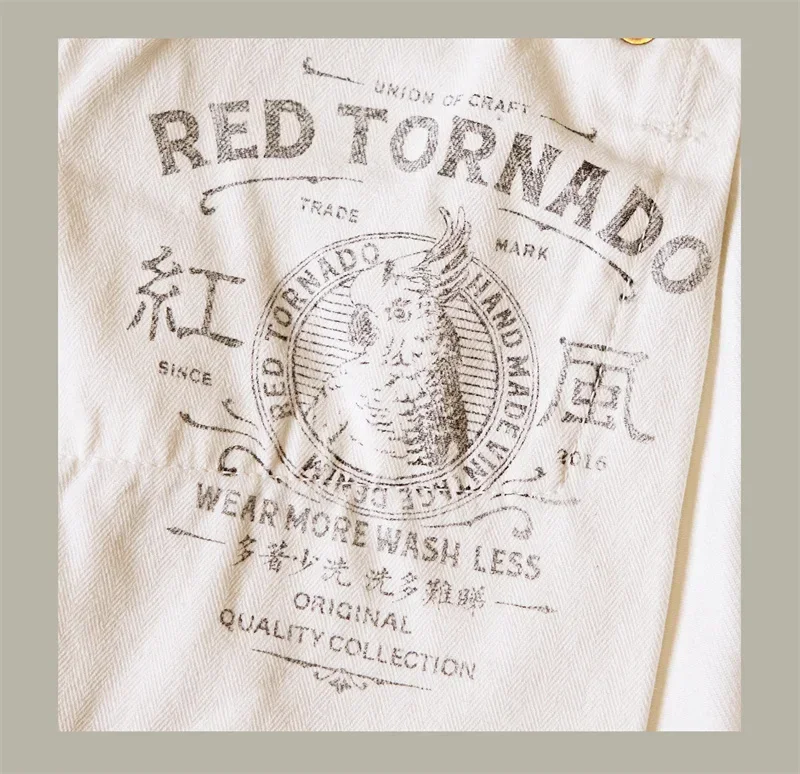 UNION OF CRAFT
RED TORNADO
TRADE MARK
RED TORNADO HAND MADE VINTAGE DENIM
紅風
SINCE 2016
WEAR MORE WASH LESS
多著少洗 洗多難睇
ORIGINAL
QUALITY COLLECTION